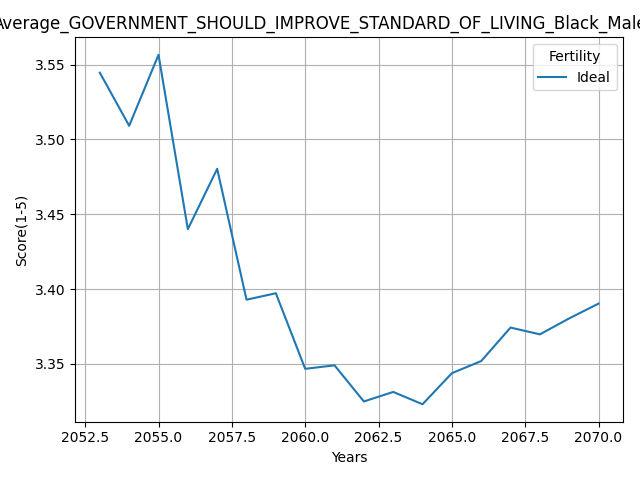 Average_GOVERNMENT_SHOULD_IMPROVE_STANDARD_OF_LIVING_Black_Male
Fertility
Ideal
3.55
3.50
3.45
3.40
3.35
Score(1-5)
2052.5 2055.0 2057.5 2060.0 2062.5 2065.0 2067.5 2070.0
Years